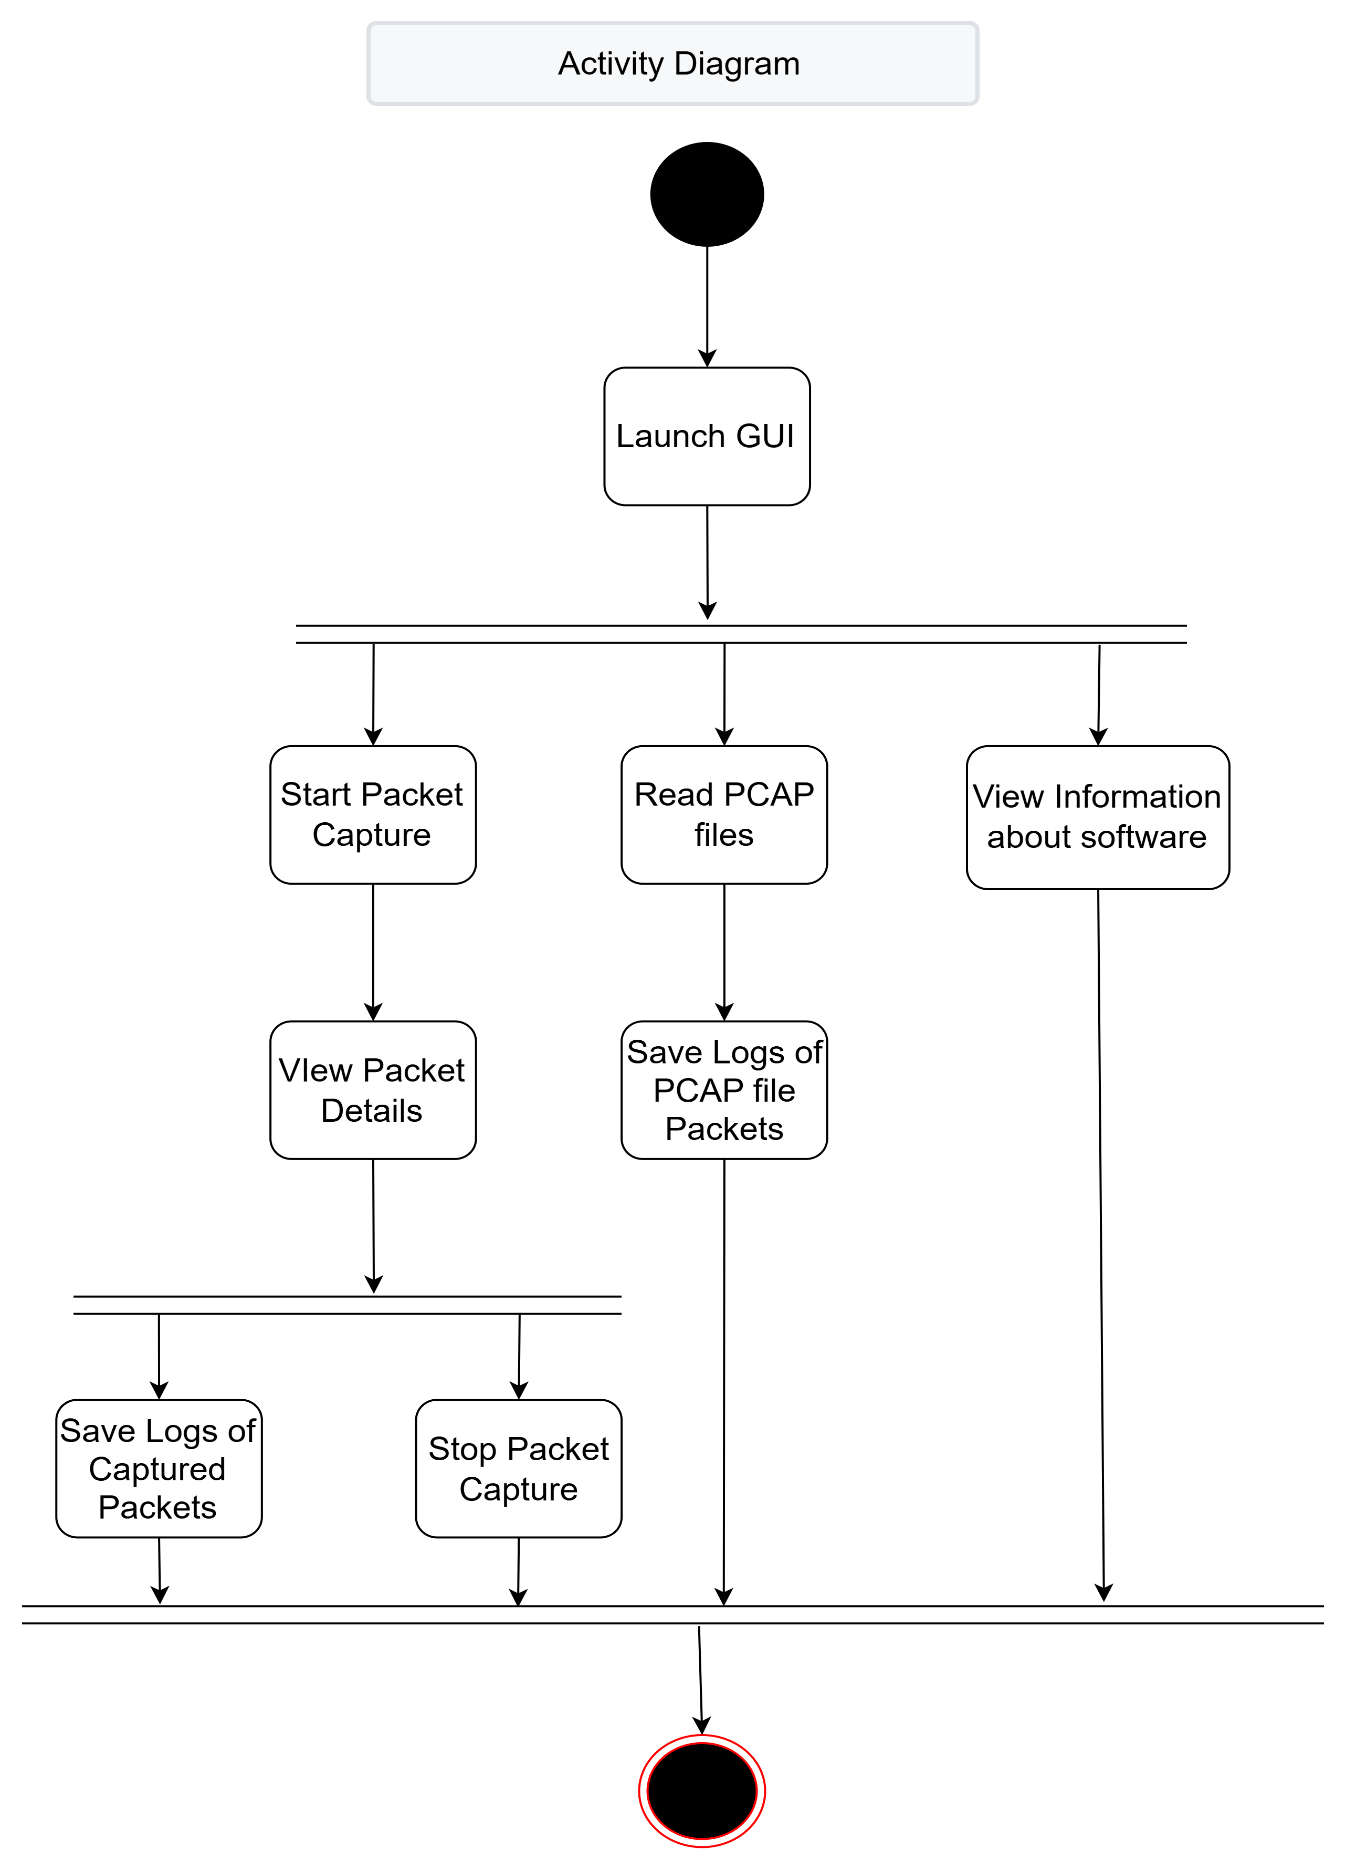 Activity Diagram
Launch GUI
Start Packet
Capture
Read PCAP
files
View Information
about software
VIew Packet
Details
Save Logs of
PCAP file
Packets
Save Logs of
Captured
Packets
Stop Packet
Capture